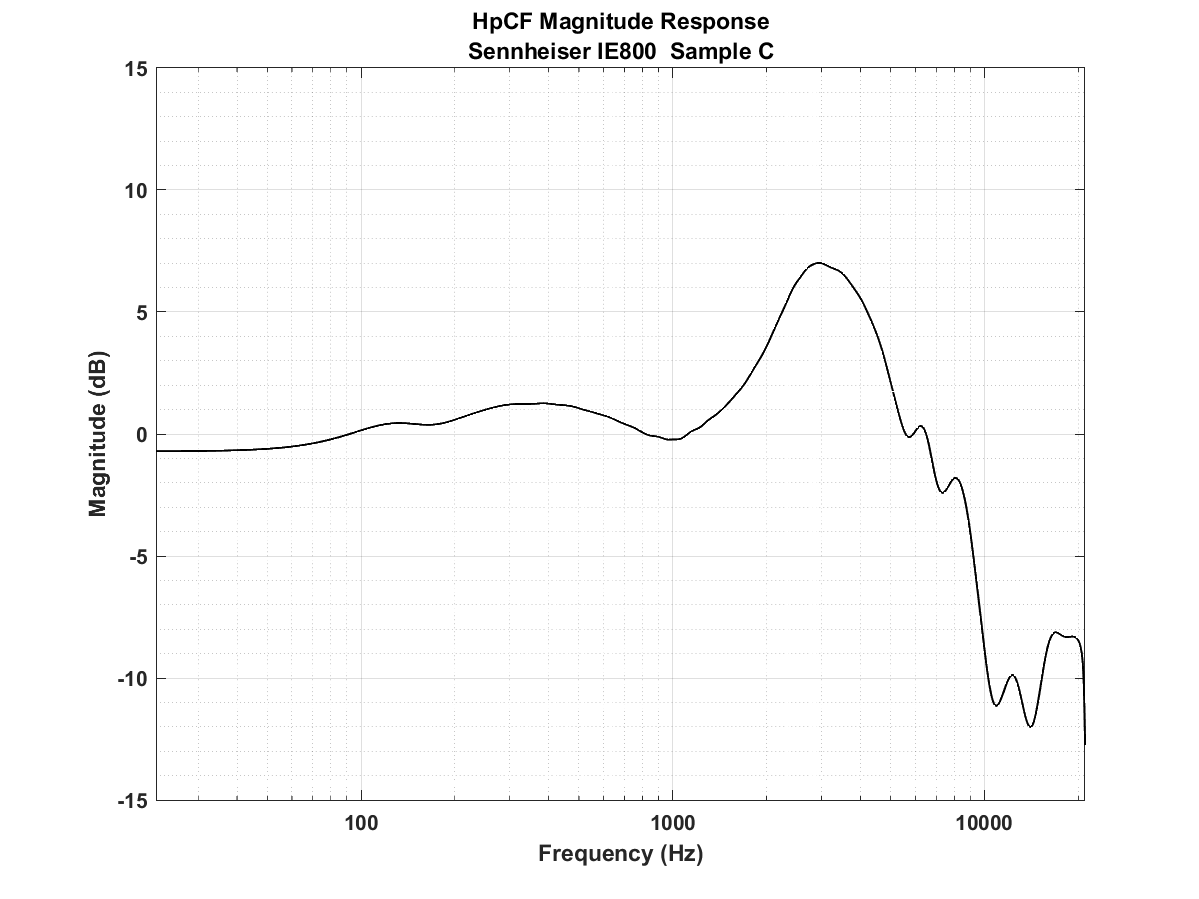 HpCF Magnitude Response
Sennheiser IE800  Sample C
15
10
5
0
-5
-10
-15
Magnitude (dB)
100
1000
10000
Frequency (Hz)